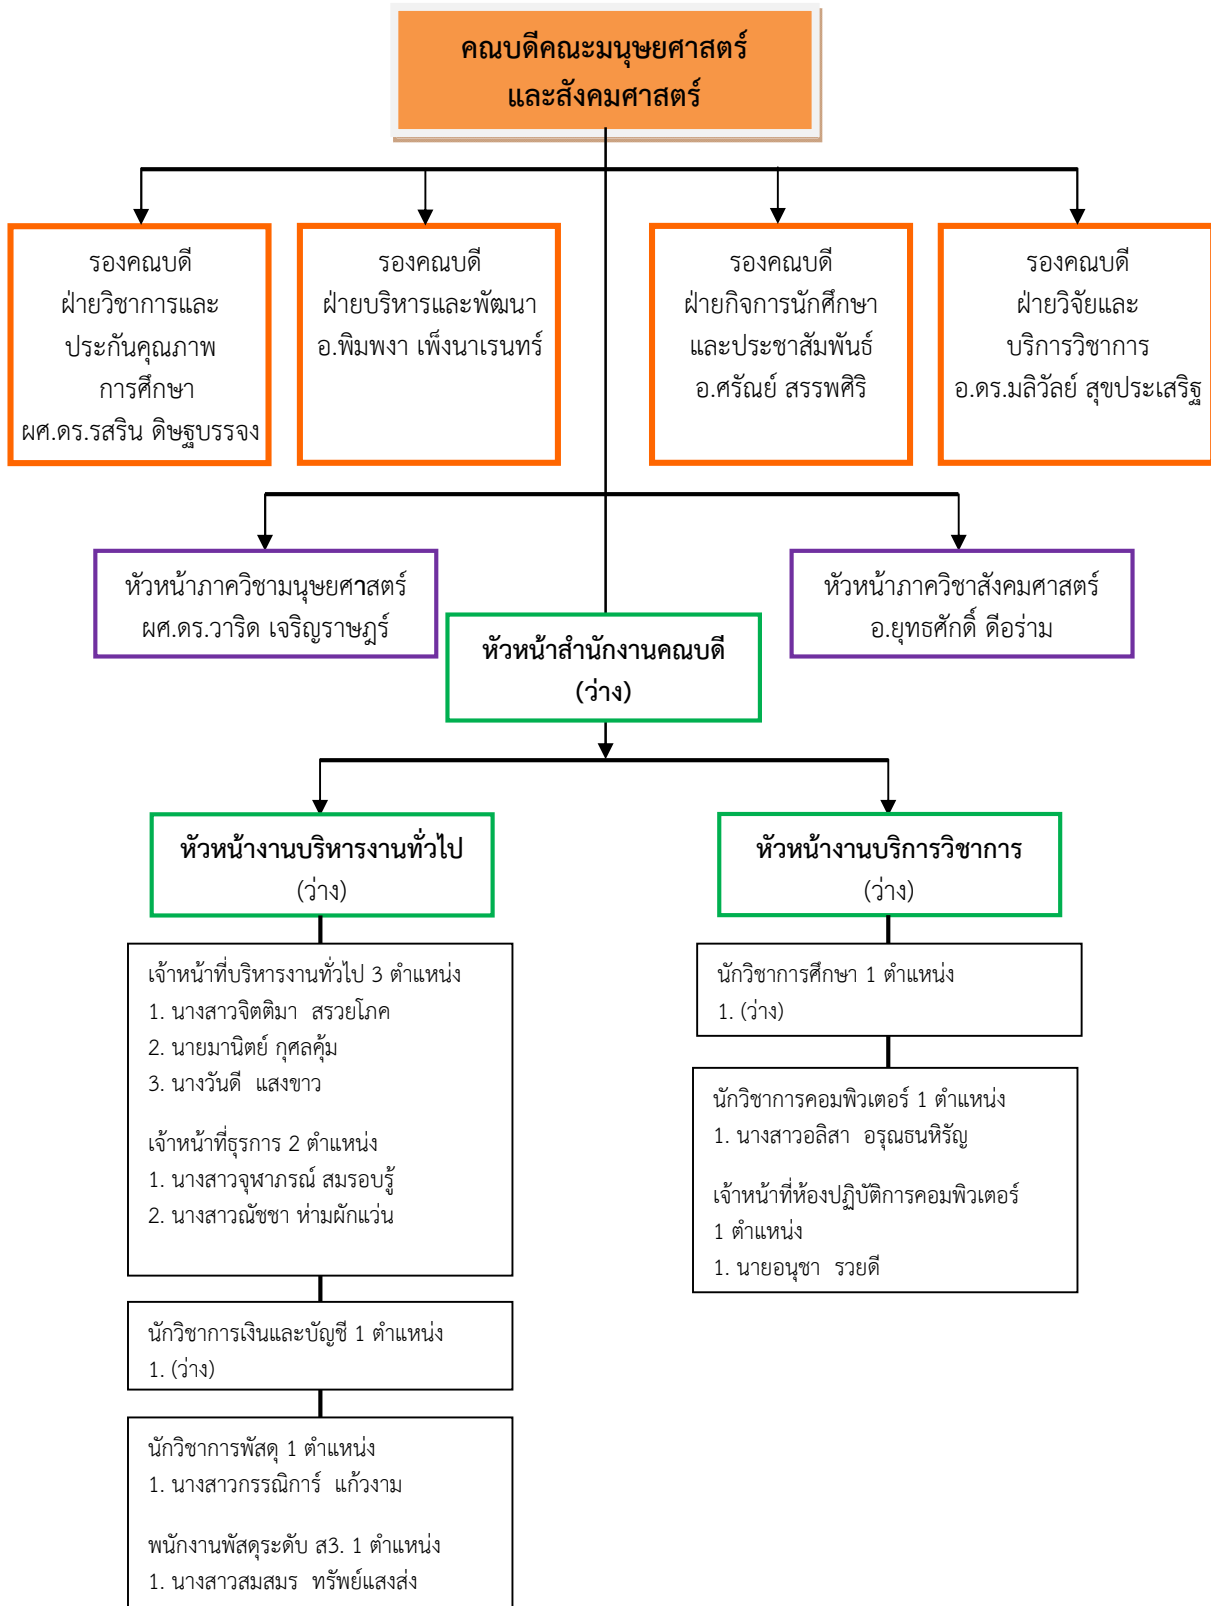 คณบดีคณะมนุษยศาสตร์
และสังคมศาสตร์
รองคณบดี
ฝ่ายวิชาการและ
ประกันคุณภาพ
การศึกษา
ผศ.ดร.รสริน ดิษฐบรรจง
รองคณบดี
ฝ่ายบริหารและพัฒนา
อ.พิมพงา เพ็งนาเรนทร์
รองคณบดี
ฝ่ายกิจการนักศึกษา
และประชาสัมพันธ์
อ.ศรัณย์ สรรพศิริ
รองคณบดี
ฝ่ายวิจัยและ
บริการวิชาการ
อ.ดร.มลิวัลย์ สุขประเสริฐ
หัวหน้าภาควิชามนุษยศาสตร์
ผศ.ดร.วาริด เจริญราษฎร์
หัวหน้าภาควิชาสังคมศาสตร์
อ.ยุทธศักดิ์ ดีอร่าม
หัวหน้าสำนักงานคณบดี
(ว่าง)
หัวหน้างานบริหารงานทั่วไป
(ว่าง)
เจ้าหน้าที่บริหารงานทั่วไป 3 ตำแหน่ง
1. นางสาวจิตติมา สรวยโภค
2. นายมานิตย์ กุศลคุ้ม
3. นางวันดี แสงขาว
เจ้าหน้าที่ธุรการ 2 ตำแหน่ง
1. นางสาวจุฬาภรณ์ สมรอบรู้
2. นางสาวณัชชา ห่ามผักแว่น
นักวิชาการเงินและบัญชี 1 ตำแหน่ง
1. (ว่าง)
นักวิชาการพัสดุ 1 ตำแหน่ง
1. นางสาวกรรณิการ์ แก้วงาม
พนักงานพัสดุระดับ ส3. 1 ตำแหน่ง
1. นางสาวสมสมร ทรัพย์แสงส่ง
หัวหน้างานบริการวิชาการ
(ว่าง)
นักวิชาการศึกษา 1 ตำแหน่ง
1. (ว่าง)
นักวิชาการคอมพิวเตอร์ 1 ตำแหน่ง
1. นางสาวอลิสา อรุณธนหิรัญ
เจ้าหน้าที่ห้องปฏิบัติการคอมพิวเตอร์
1 ตำแหน่ง
1. นายอนุชา รวยดี